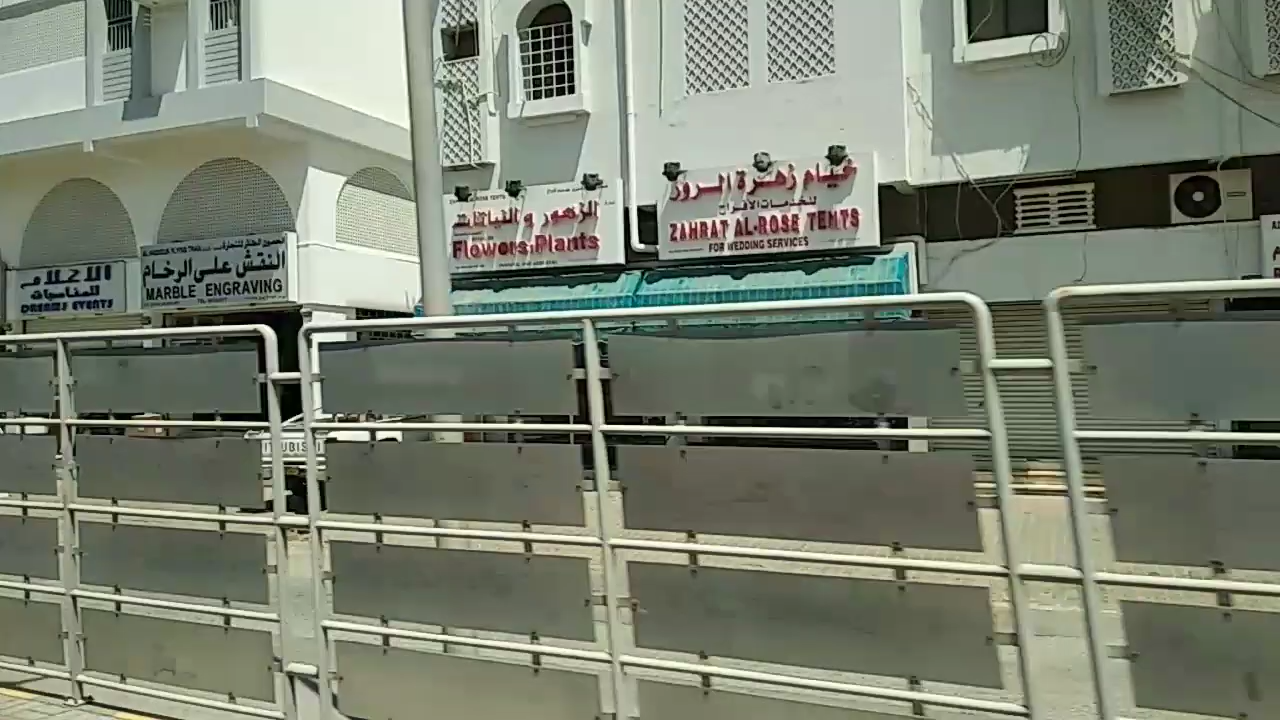 الاحلام
للمناسبات
DREAMS EVENTS
النقش على الرخام
MARBLE ENGRAVING
الزهور و النباتات
Flowers, Plants
خيام زهرة الروز
للخدمات الافراح
ZAHRAT AL-ROSE TENTS
FOR WEDDING SERVICES